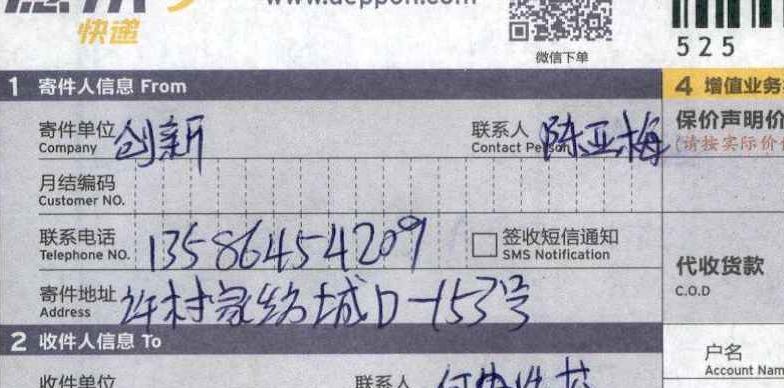 www.deppon.com
快递
微信下单
525
1 寄件人信息 From
4 增值业务
寄件单位 创新 联系人 陈亚梅
Company Contact Person
保价声明价
(请按实际价
月结编码
Customer NO.
联系电话 13586454209 签收短信通知
Telephone NO. SMS Notification
代收货款
C.O.D
寄件地址 许村家纺城D-153号
Address
2 收件人信息 To
户名
Account Nam
收件单位 联系人